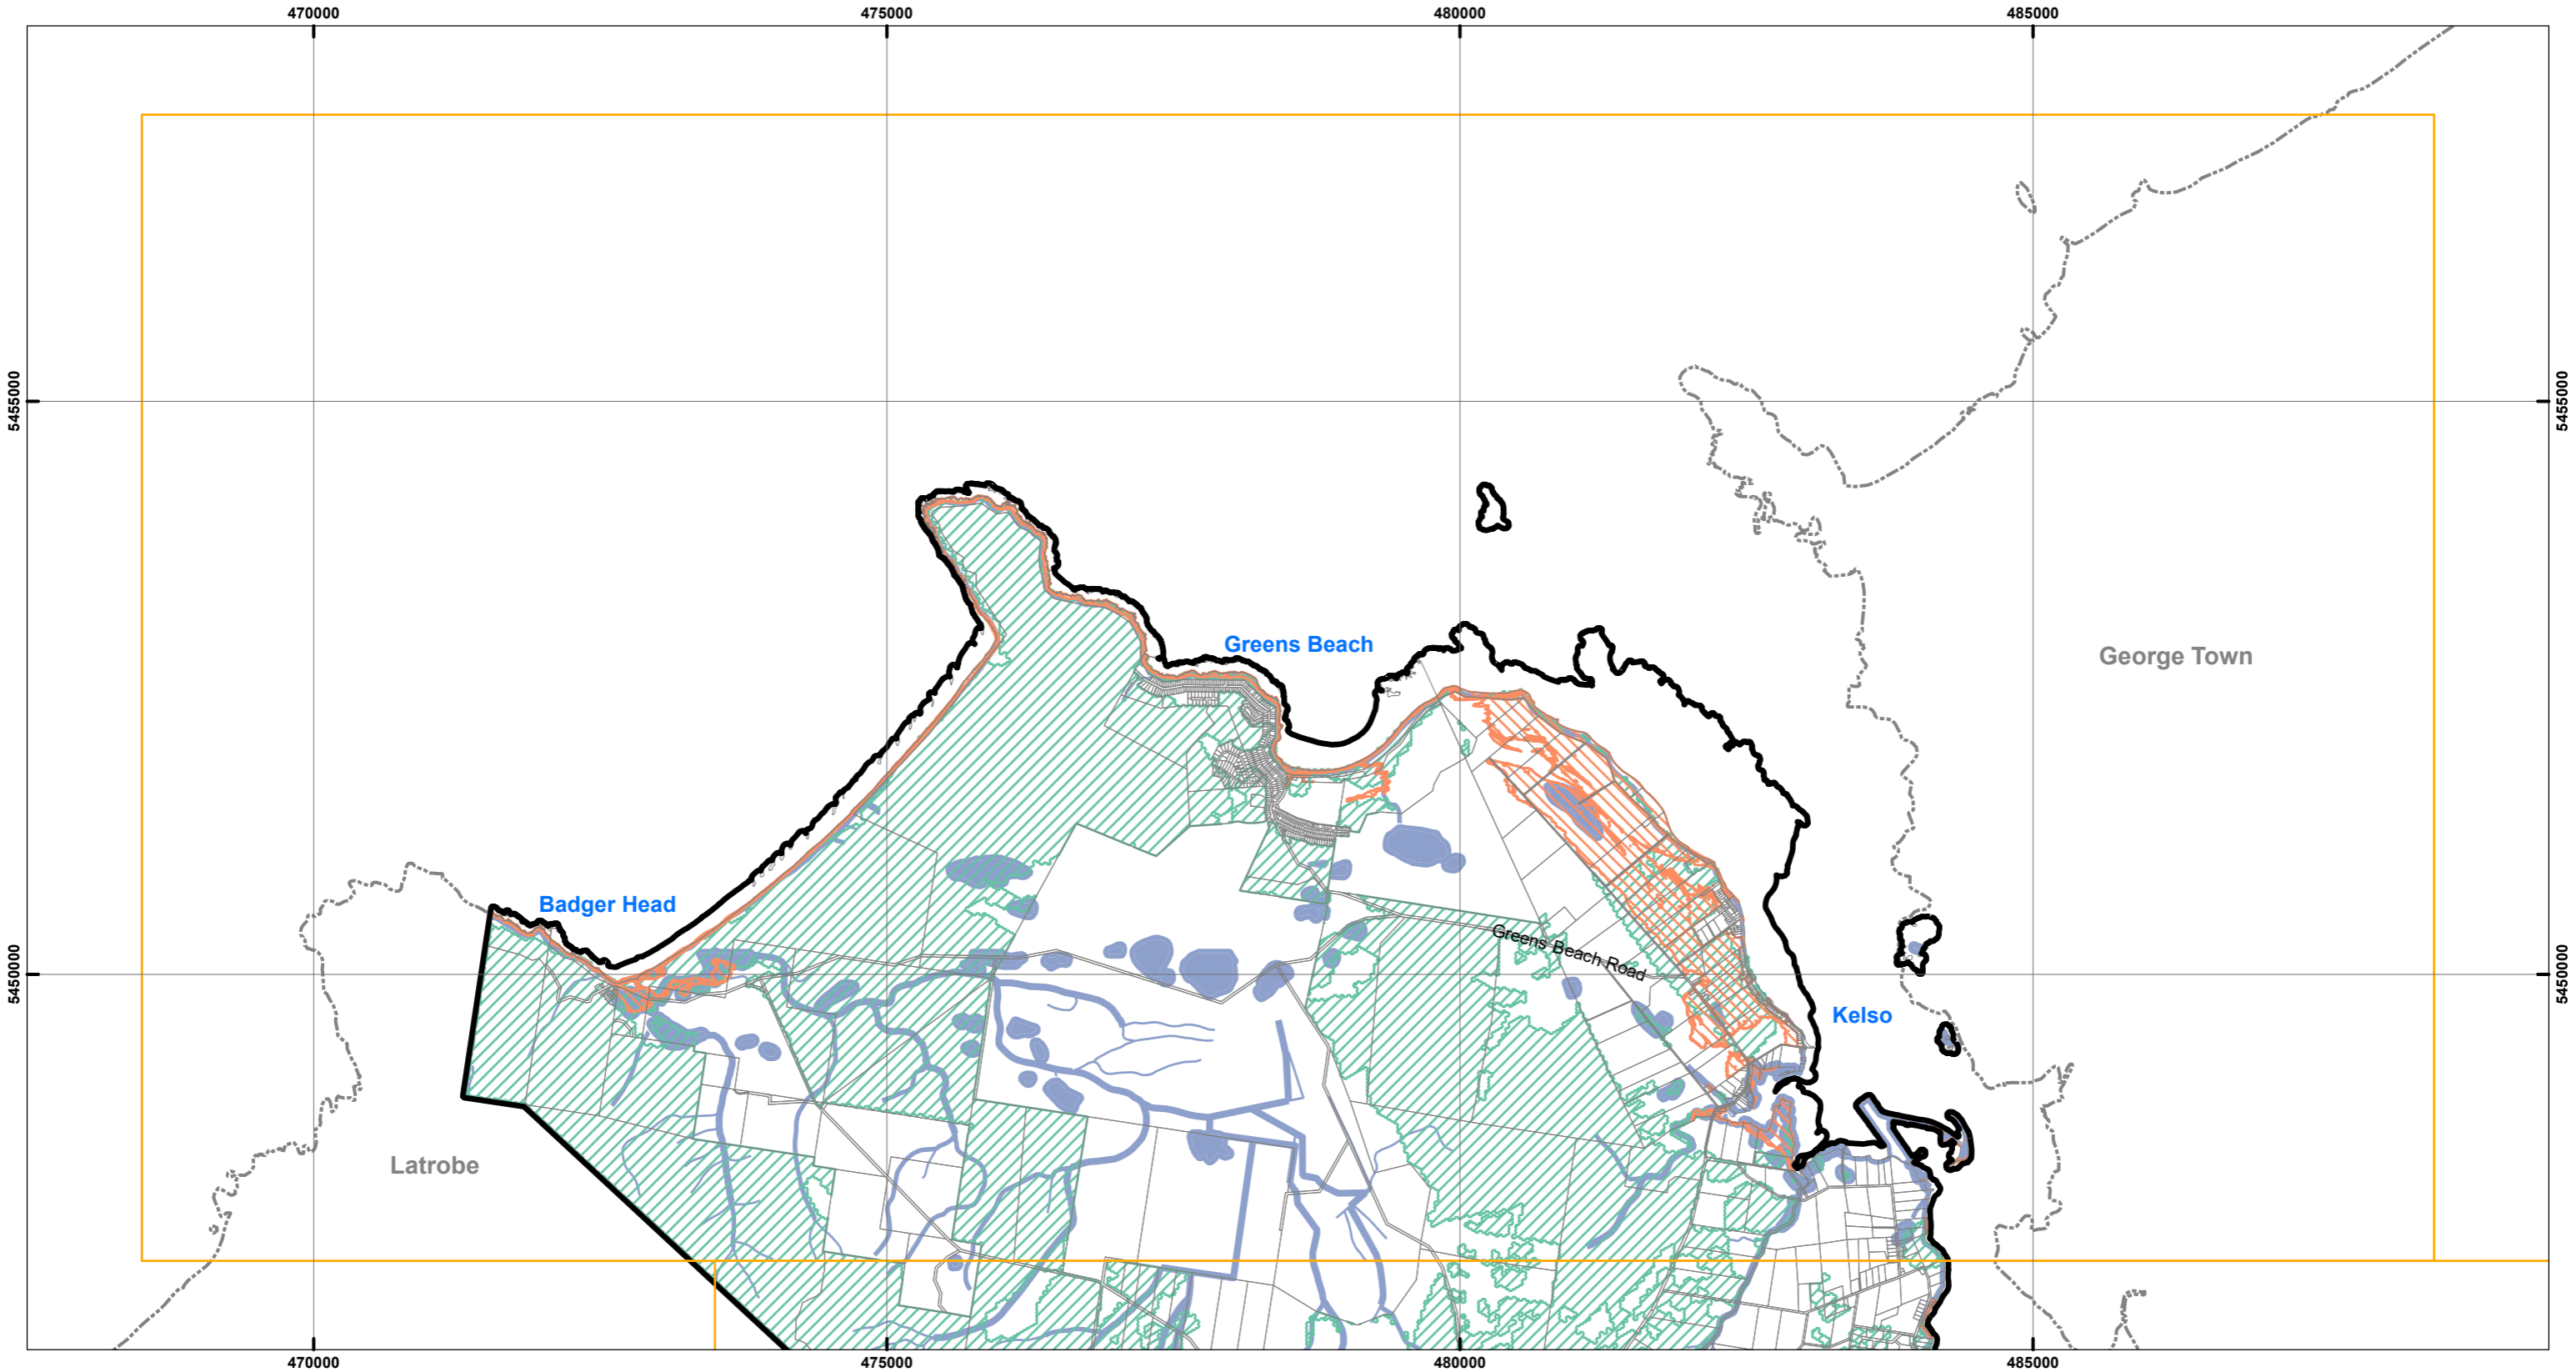 470000 475000 480000 485000
5455000 5455000
Greens Beach
George Town
Badger Head
Greens Beach Road
5450000 5450000
Kelso
Latrobe
470000 475000 480000 485000